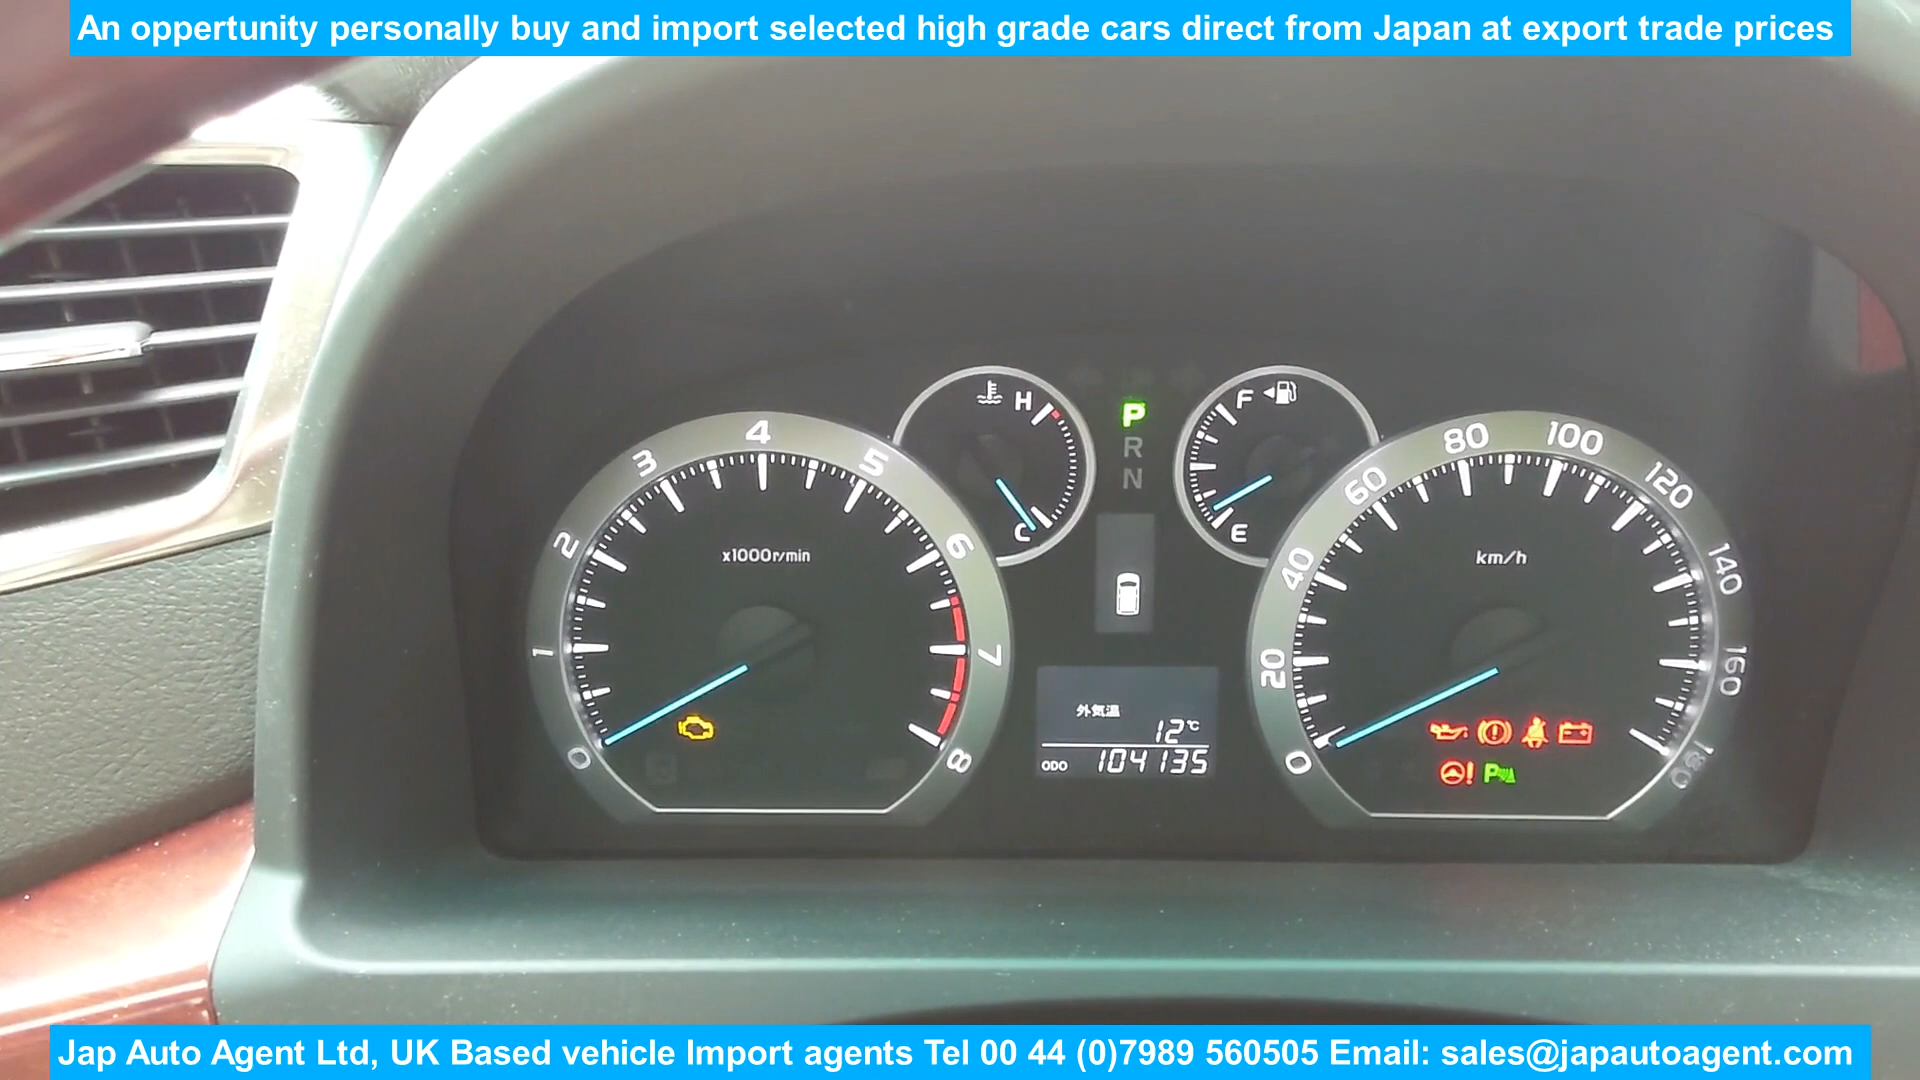 An oppertunity personally buy and import selected high grade cars direct from Japan at export trade prices
H
C
P
R
N
F
E
0
1
2
3
4
5
6
7
8
x1000r/min
0
20
40
60
80
100
120
140
160
180
km/h
外気温
12℃
ODO 104135
P
Jap Auto Agent Ltd, UK Based vehicle Import agents Tel 00 44 (0)7989 560505 Email: sales@japautoagent.com